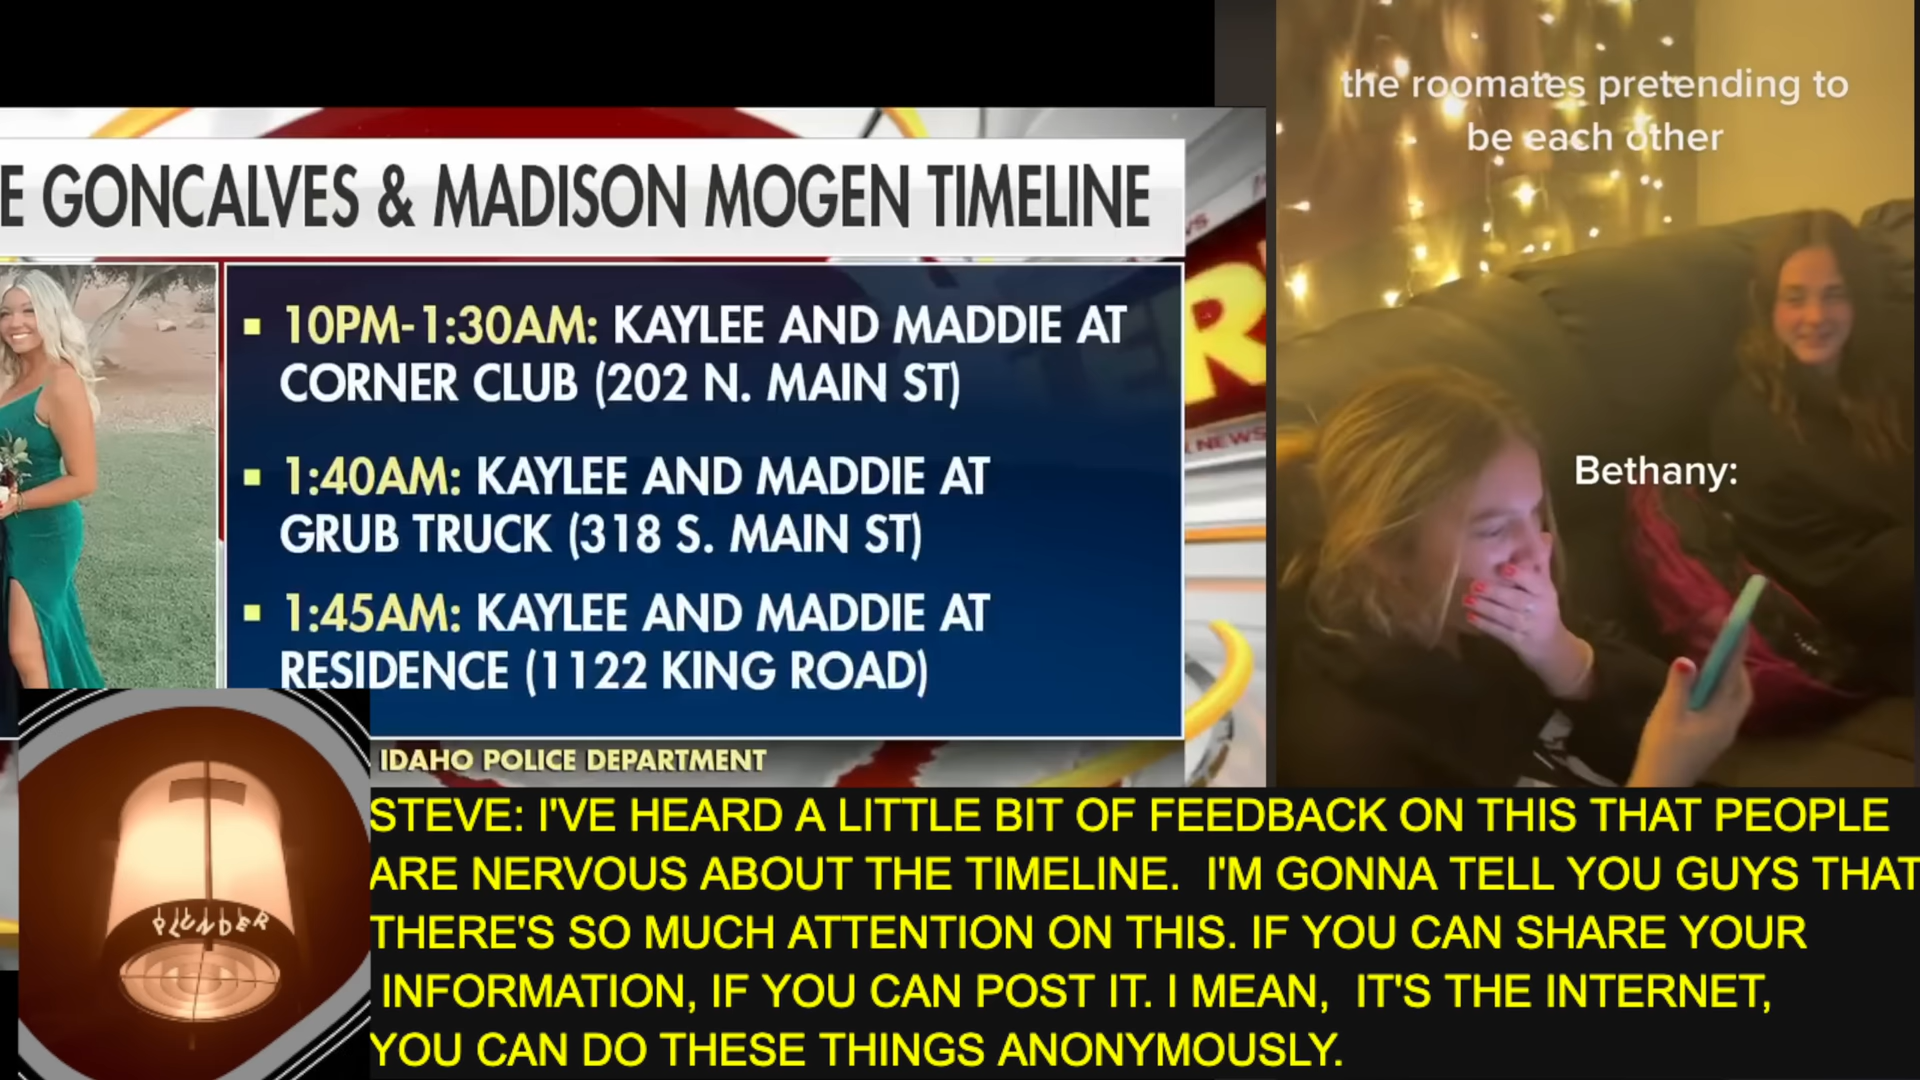 E GONCALVES & MADISON MOGEN TIMELINE
▪ 10PM-1:30AM: KAYLEE AND MADDIE AT
CORNER CLUB (202 N. MAIN ST)
▪ 1:40AM: KAYLEE AND MADDIE AT
GRUB TRUCK (318 S. MAIN ST)
▪ 1:45AM: KAYLEE AND MADDIE AT
RESIDENCE (1122 KING ROAD)
IDAHO POLICE DEPARTMENT
R
NEWS
the roomates pretending to
be each other
Bethany:
PLUNDER
STEVE: I'VE HEARD A LITTLE BIT OF FEEDBACK ON THIS THAT PEOPLE
ARE NERVOUS ABOUT THE TIMELINE.  I'M GONNA TELL YOU GUYS THAT
THERE'S SO MUCH ATTENTION ON THIS. IF YOU CAN SHARE YOUR
INFORMATION, IF YOU CAN POST IT. I MEAN,  IT'S THE INTERNET,
YOU CAN DO THESE THINGS ANONYMOUSLY.